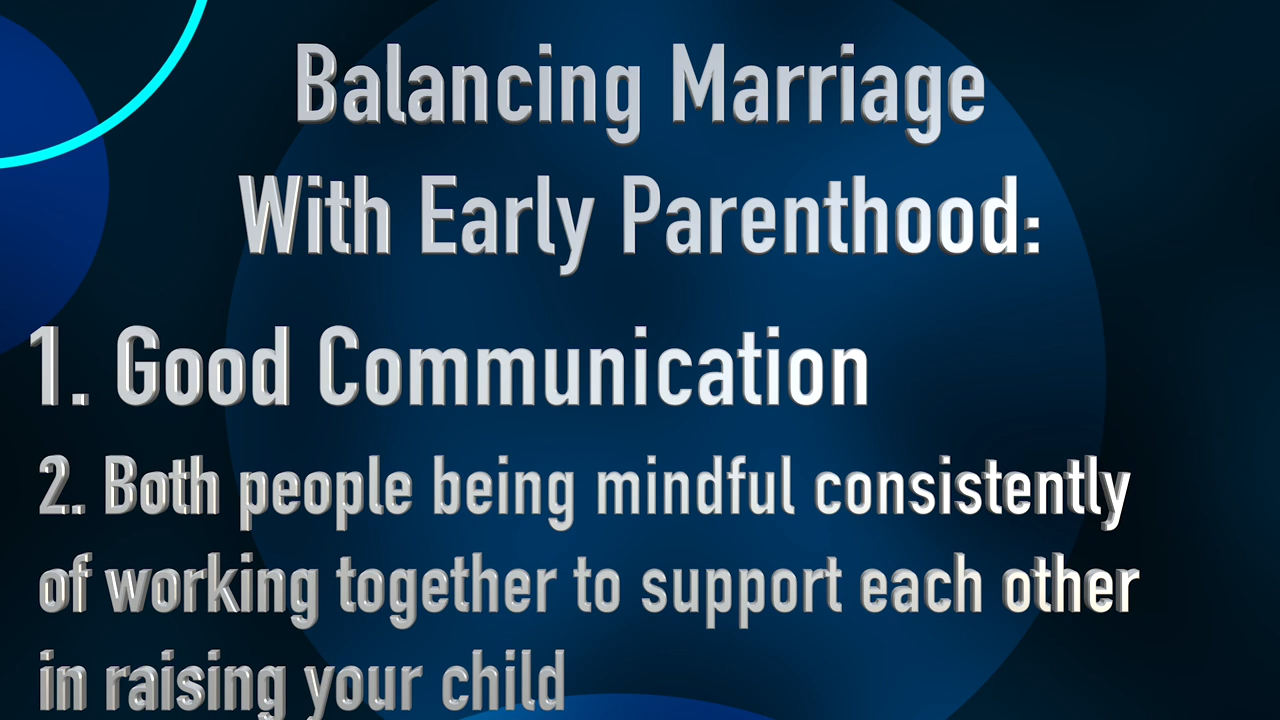 Balancing Marriage
With Early Parenthood:
1. Good Communication
2. Both people being mindful consistently
of working together to support each other
in raising your child